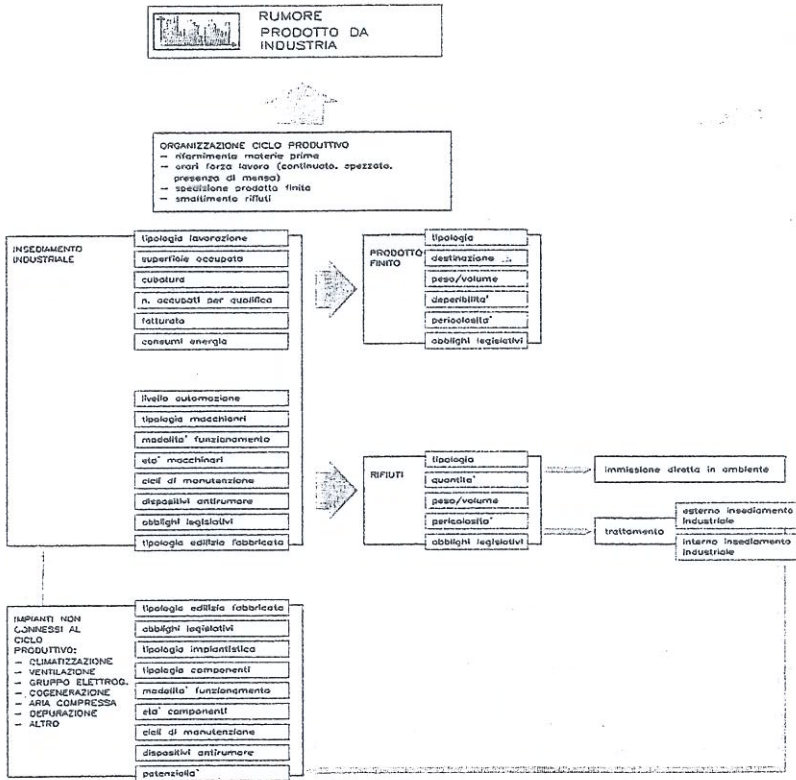 RUMORE
PRODOTTO DA
INDUSTRIA
ORGANIZZAZIONE CICLO PRODUTTIVO
– rifornimento materie prime
– orari forza lavoro (continuato, spezzato,
presenza di mensa)
– spedizione prodotto finito
– smaltimento rifiuti
INSEDIAMENTO
INDUSTRIALE
tipologia lavorazione
superficie occupata
cubatura
n. occupati per qualifica
fatturato
consumi energia
livello automazione
tipologia macchinari
modalita' funzionamento
eta' macchinari
cicli di manutenzione
dispositivi antirumore
obblighi legislativi
tipologia edilizia fabbricato
PRODOTTO
FINITO
tipologia
destinazione
peso/volume
deperibilita'
pericolosita'
obblighi legislativi
RIFIUTI
tipologia
quantita'
peso/volume
pericolosita'
obblighi legislativi
immissione diretta in ambiente
trattamento
esterno insediamento
industriale
interno insediamento
industriale
IMPIANTI NON
CONNESSI AL
CICLO
PRODUTTIVO:
– CLIMATIZZAZIONE
– VENTILAZIONE
– GRUPPO ELETTROG.
– COGENERAZIONE
– ARIA COMPRESSA
– DEPURAZIONE
– ALTRO
tipologia edilizia fabbricato
obblighi legislativi
tipologia impiantistica
tipologia componenti
modalita' funzionamento
eta' componenti
cicli di manutenzione
dispositivi antirumore
potenzialita'